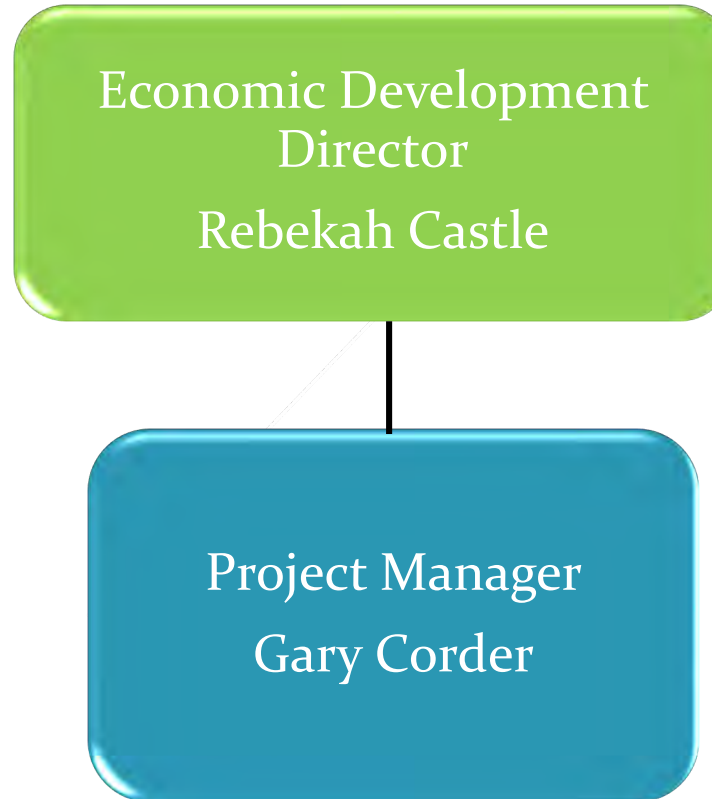 Economic Development
Director
Rebekah Castle
Project Manager
Gary Corder